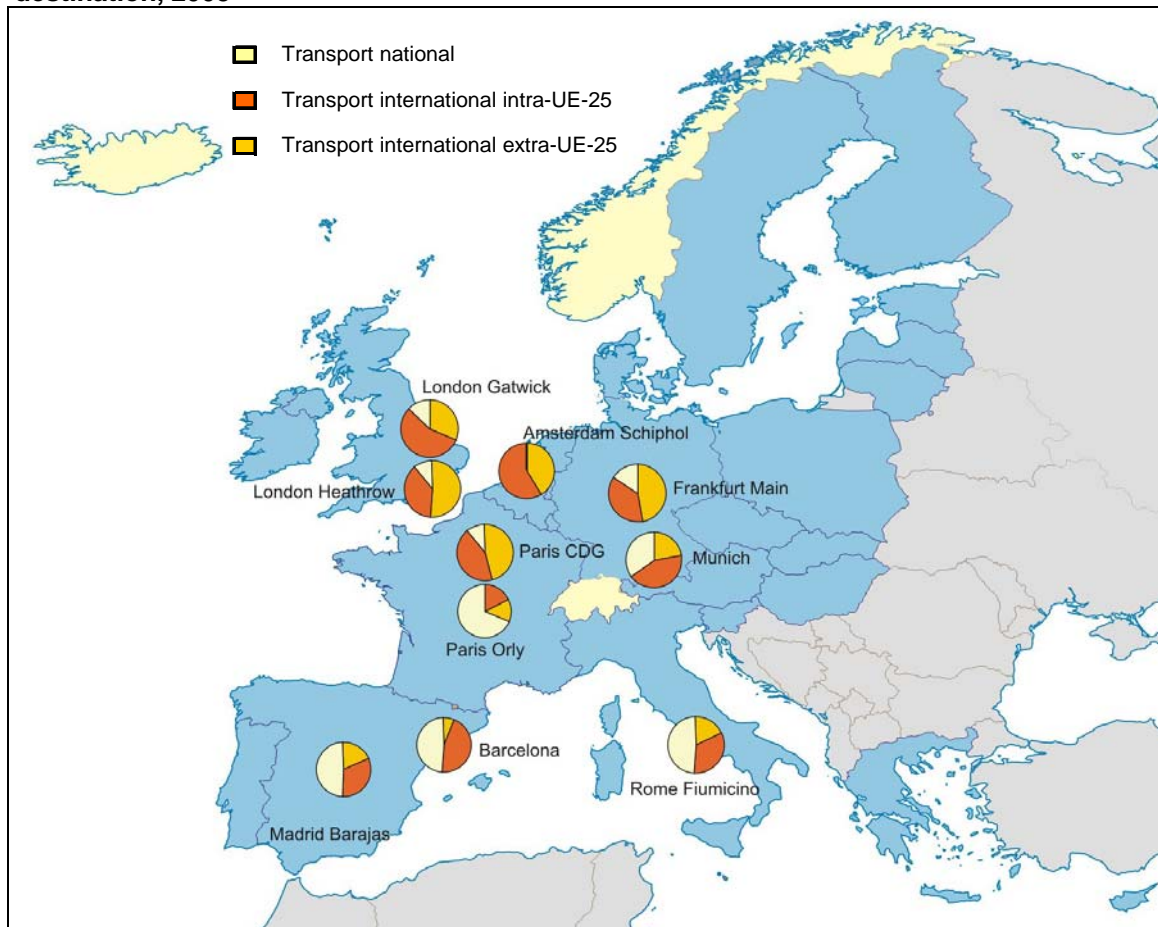 Transport national
Transport international intra-UE-25
Transport international extra-UE-25
London Gatwick
Amsterdam Schiphol
London Heathrow
Frankfurt Main
Paris CDG
Munich
Paris Orly
Barcelona
Rome Fiumicino
Madrid Barajas